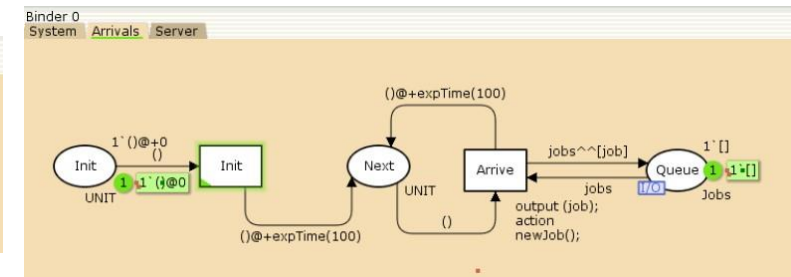 Binder 0
System Arrivals Server
()@+expTime(100)
1`()@+0
()
jobs^^[job]
1`[]
Init
Init
Next
Arrive
Queue
1
1`[]
1
1`()@0
UNIT
UNIT
I/O
jobs
Jobs
()
output (job);
action
newJob();
()@+expTime(100)